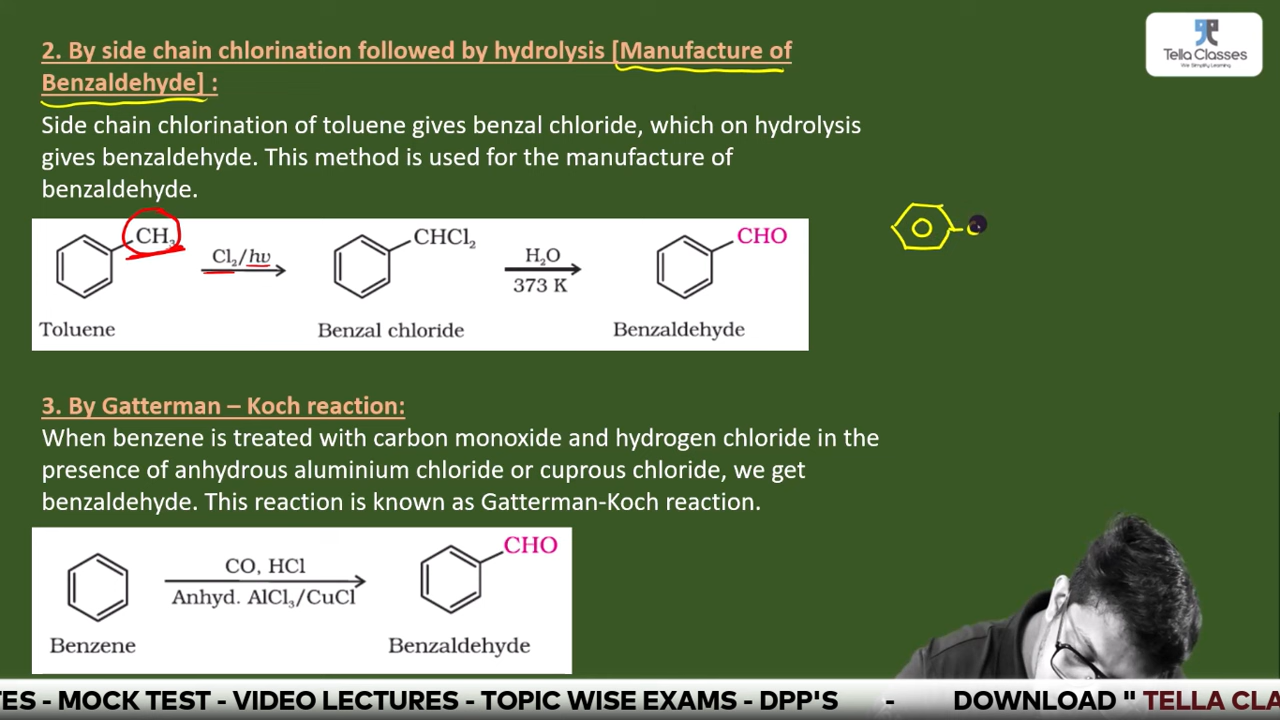 2. By side chain chlorination followed by hydrolysis [Manufacture of
Benzaldehyde] :
Tella Classes
We Simplify Learning
Side chain chlorination of toluene gives benzal chloride, which on hydrolysis
gives benzaldehyde. This method is used for the manufacture of
benzaldehyde.
CH₃
Cl₂/hν
CHCl₂
H₂O
373 K
CHO
Toluene
Benzal chloride
Benzaldehyde
3. By Gatterman – Koch reaction:
When benzene is treated with carbon monoxide and hydrogen chloride in the
presence of anhydrous aluminium chloride or cuprous chloride, we get
benzaldehyde. This reaction is known as Gatterman-Koch reaction.
CO, HCl
Anhyd. AlCl₃/CuCl
CHO
Benzene
Benzaldehyde
TES - MOCK TEST - VIDEO LECTURES - TOPIC WISE EXAMS - DPP'S - DOWNLOAD " TELLA CLA